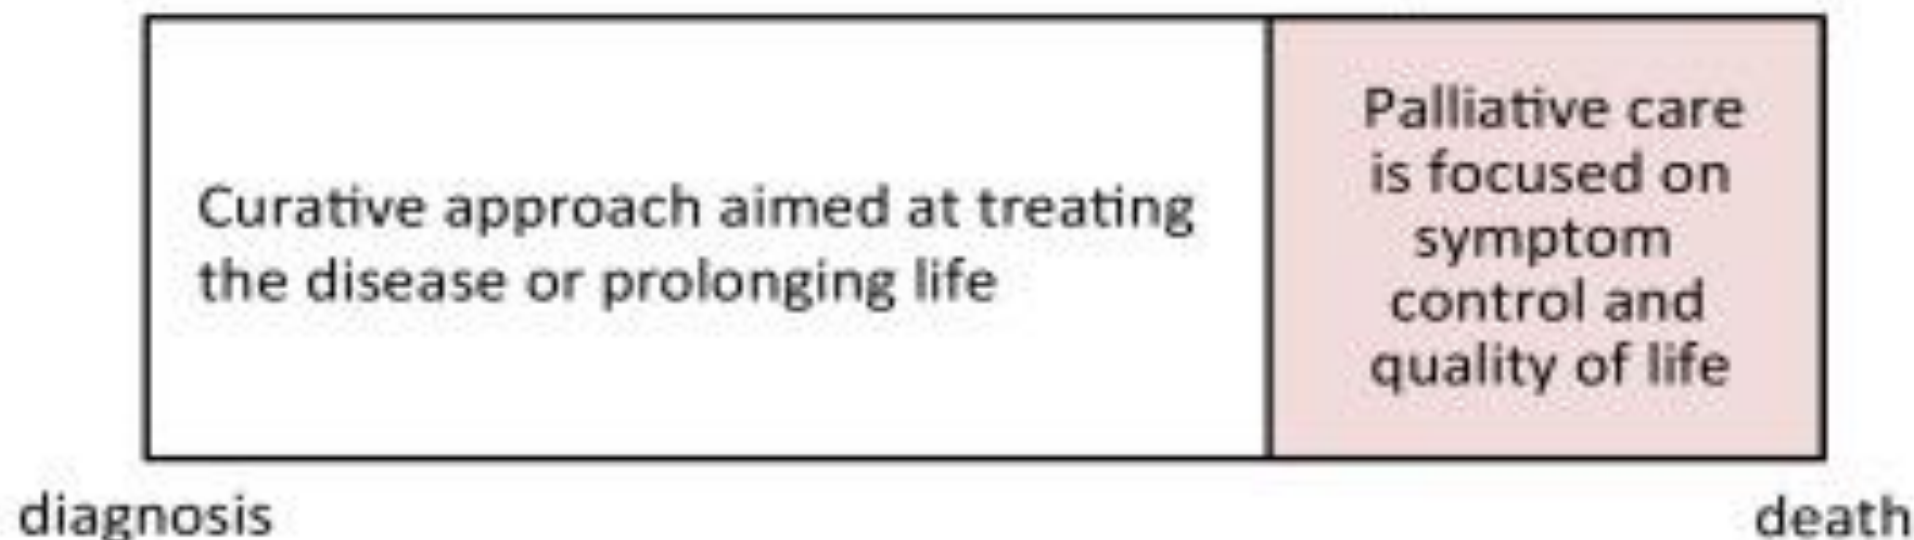 Curative approach aimed at treating
the disease or prolonging life
Palliative care
is focused on
symptom
control and
quality of life
diagnosis
death